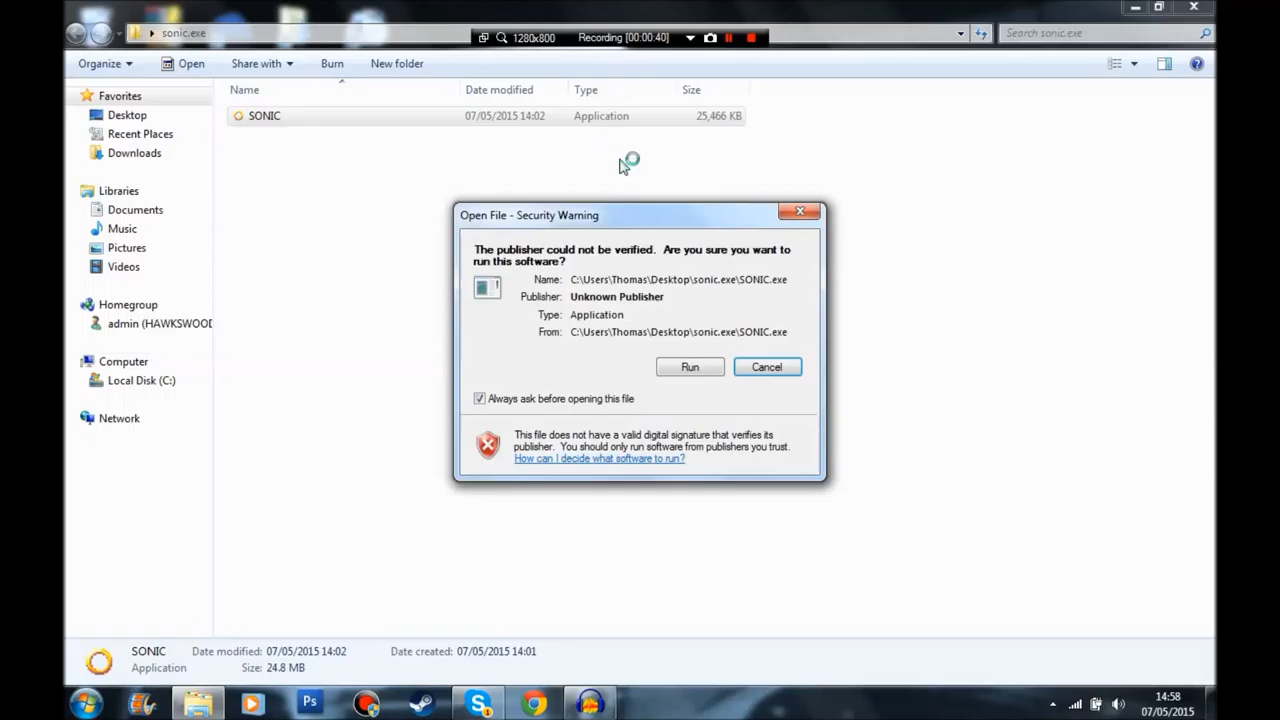 sonic.exe
1280x800 Recording [00:00:40]
Search sonic.exe
Organize Open Share with Burn New folder
Name Date modified Type Size
SONIC 07/05/2015 14:02 Application 25,466 KB
Favorites
Desktop
Recent Places
Downloads
Libraries
Documents
Music
Pictures
Videos
Homegroup
admin (HAWKSWOOD
Computer
Local Disk (C:)
Network
Open File - Security Warning
The publisher could not be verified. Are you sure you want to
run this software?
Name: C:\Users\Thomas\Desktop\sonic.exe\SONIC.exe
Publisher: Unknown Publisher
Type: Application
From: C:\Users\Thomas\Desktop\sonic.exe\SONIC.exe
Run Cancel
Always ask before opening this file
This file does not have a valid digital signature that verifies its
publisher. You should only run software from publishers you trust.
How can I decide what software to run?
SONIC Date modified: 07/05/2015 14:02 Date created: 07/05/2015 14:01
Application Size: 24.8 MB
Ps
14:58
07/05/2015